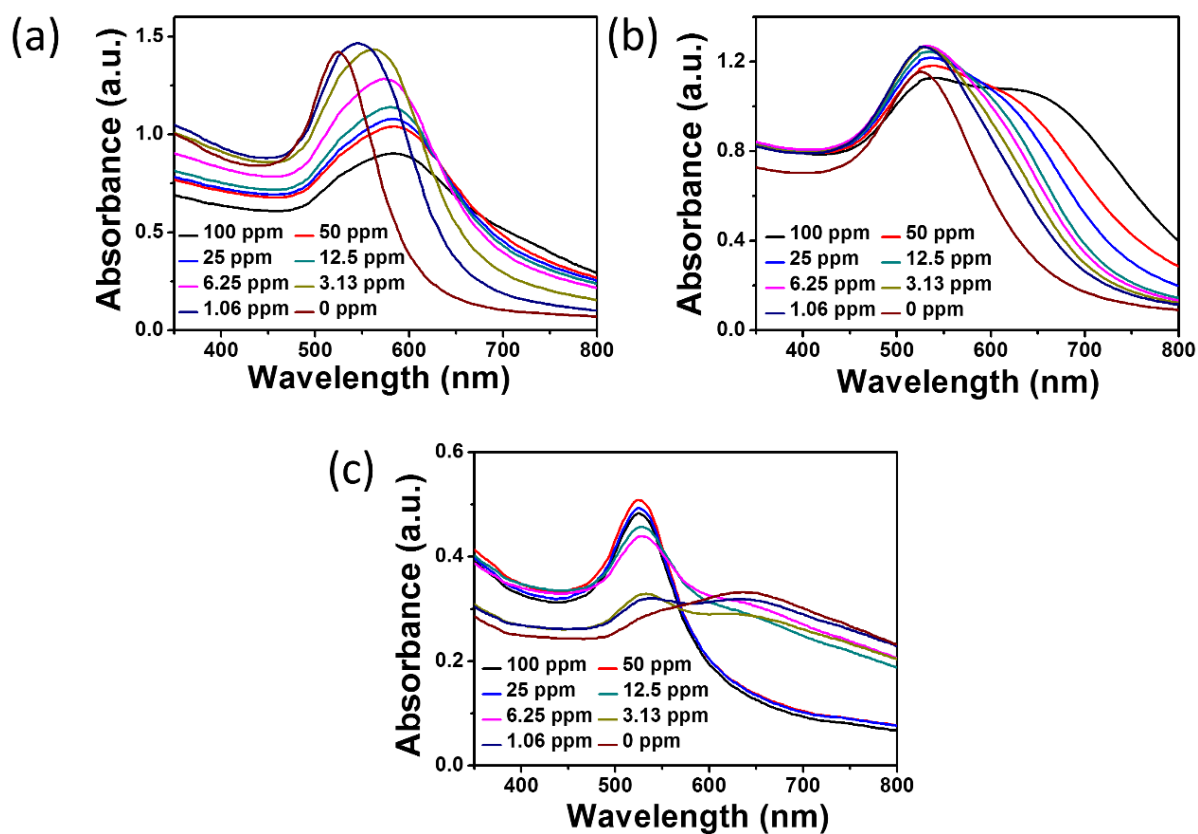 (a)
Absorbance (a.u.)
1.5
1.0
0.5
0.0
100 ppm 50 ppm
25 ppm 12.5 ppm
6.25 ppm 3.13 ppm
1.06 ppm 0 ppm
400 500 600 700 800
Wavelength (nm)
(b)
Absorbance (a.u.)
1.2
0.8
0.4
0.0
100 ppm 50 ppm
25 ppm 12.5 ppm
6.25 ppm 3.13 ppm
1.06 ppm 0 ppm
400 500 600 700 800
Wavelength (nm)
(c)
Absorbance (a.u.)
0.6
0.4
0.2
0.0
100 ppm 50 ppm
25 ppm 12.5 ppm
6.25 ppm 3.13 ppm
1.06 ppm 0 ppm
400 500 600 700 800
Wavelength (nm)